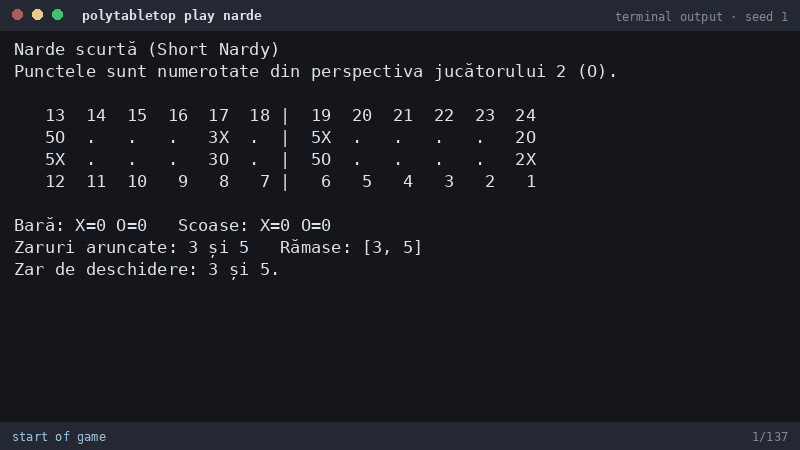 polytabletop play narde
terminal output · seed 1
Narde scurtă (Short Nardy)
Punctele sunt numerotate din perspectiva jucătorului 2 (O).
13 14 15 16 17 18 | 19 20 21 22 23 24
5O . . . 3X . | 5X . . . . 2O
5X . . . 3O . | 5O . . . . 2X
12 11 10 9 8 7 | 6 5 4 3 2 1
Bară: X=0 O=0 Scoase: X=0 O=0
Zaruri aruncate: 3 și 5 Rămase: [3, 5]
Zar de deschidere: 3 și 5.
start of game
1/137